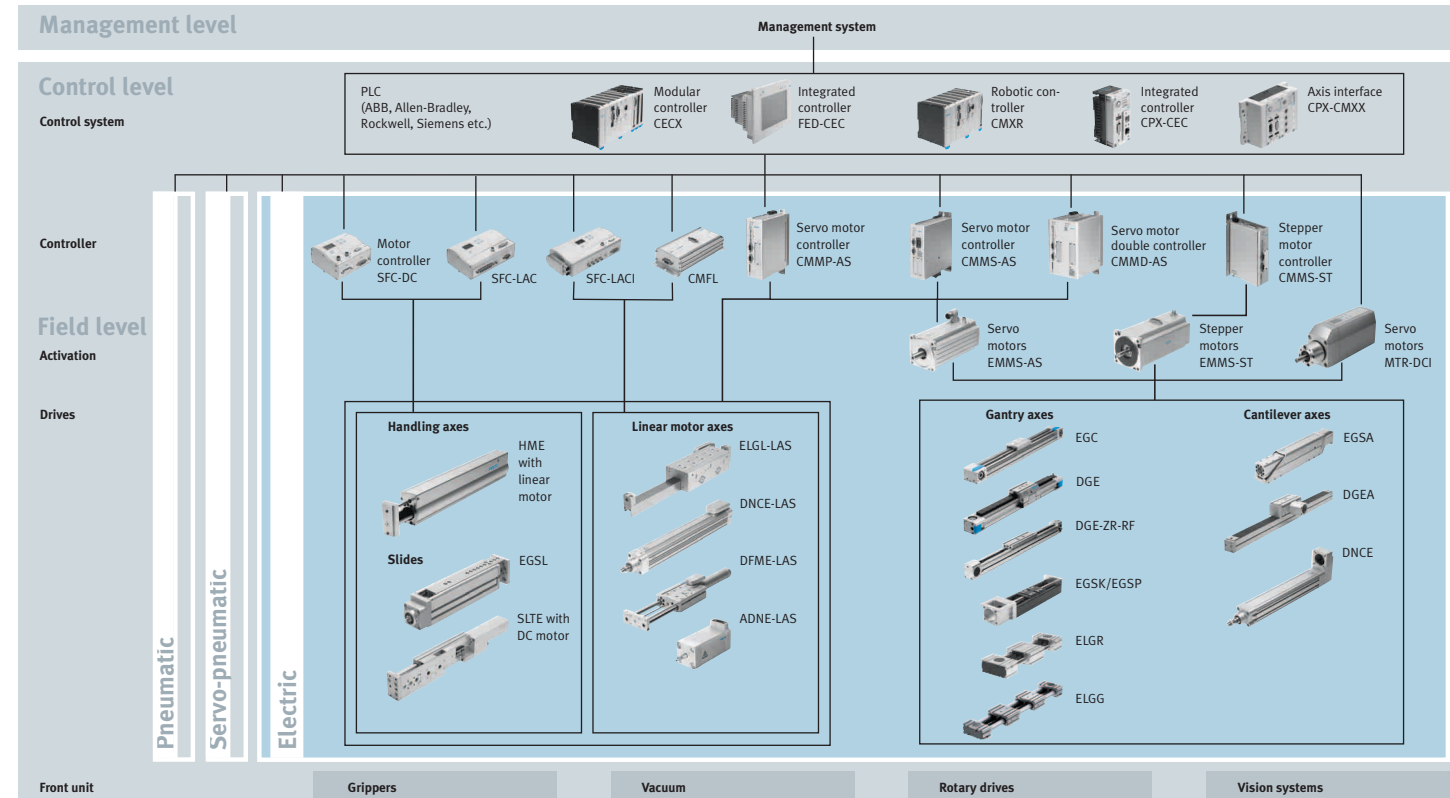 Management level
Management system
Control level
Control system
PLC
(ABB, Allen-Bradley,
Rockwell, Siemens etc.)
Modular
controller
CECX
Integrated
controller
FED-CEC
Robotic con-
troller
CMXR
Integrated
controller
CPX-CEC
Axis interface
CPX-CMXX
Controller
Motor
controller
SFC-DC
SFC-LAC
SFC-LACI
CMFL
Servo motor
controller
CMMP-AS
Servo motor
controller
CMMS-AS
Servo motor
double controller
CMMD-AS
Stepper
motor
controller
CMMS-ST
Field level
Activation
Servo
motors
EMMS-AS
Stepper
motors
EMMS-ST
Servo
motors
MTR-DCI
Drives
Handling axes
HME
with
linear
motor
Slides
EGSL
SLTE with
DC motor
Linear motor axes
ELGL-LAS
DNCE-LAS
DFME-LAS
ADNE-LAS
Gantry axes
EGC
DGE
DGE-ZR-RF
EGSK/EGSP
ELGR
ELGG
Cantilever axes
EGSA
DGEA
DNCE
Pneumatic
Servo-pneumatic
Electric
Front unit
Grippers
Vacuum
Rotary drives
Vision systems